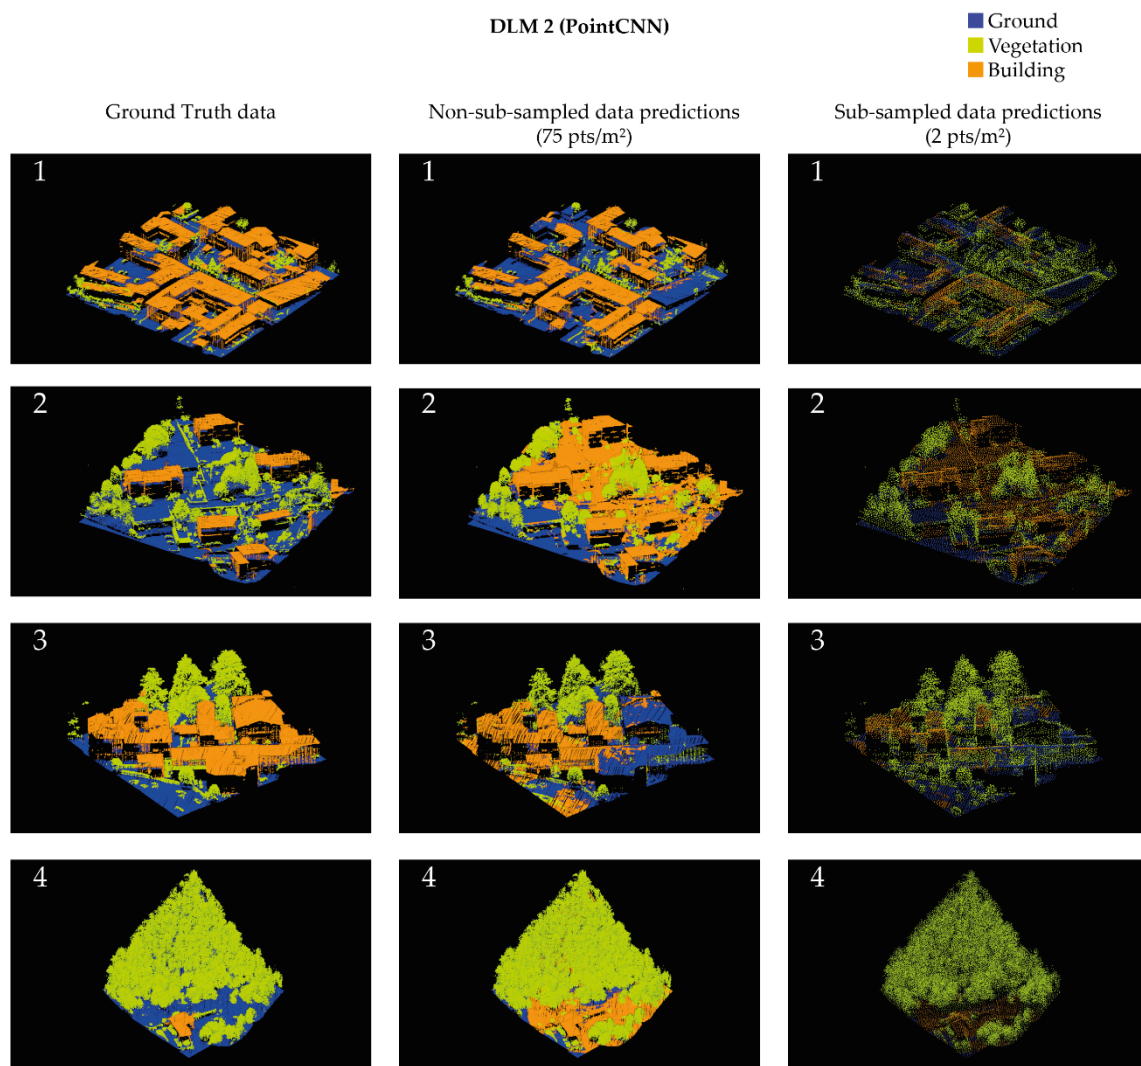 DLM 2 (PointCNN)
Ground
Vegetation
Building
Ground Truth data
Non-sub-sampled data predictions
(75 pts/m²)
Sub-sampled data predictions
(2 pts/m²)
1
1
1
2
2
2
3
3
3
4
4
4